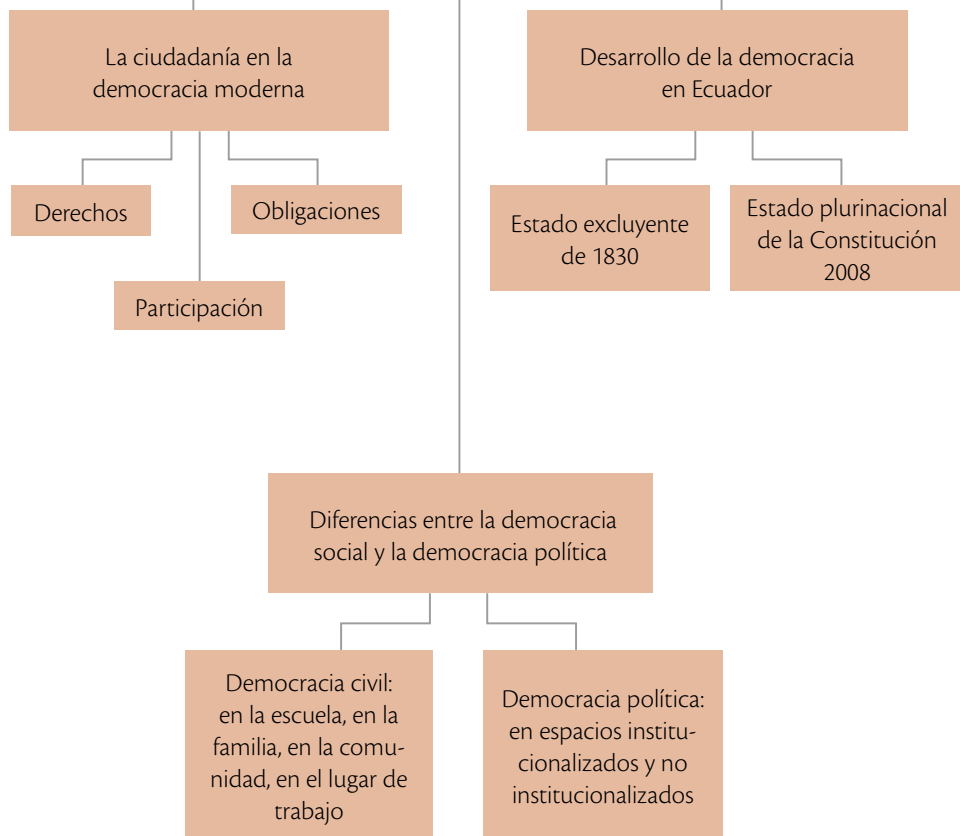 La ciudadanía en la
democracia moderna
Derechos
Obligaciones
Participación
Desarrollo de la democracia
en Ecuador
Estado excluyente
de 1830
Estado plurinacional
de la Constitución
2008
Diferencias entre la democracia
social y la democracia política
Democracia civil:
en la escuela, en la
familia, en la comu-
nidad, en el lugar de
trabajo
Democracia política:
en espacios institu-
cionalizados y no
institucionalizados